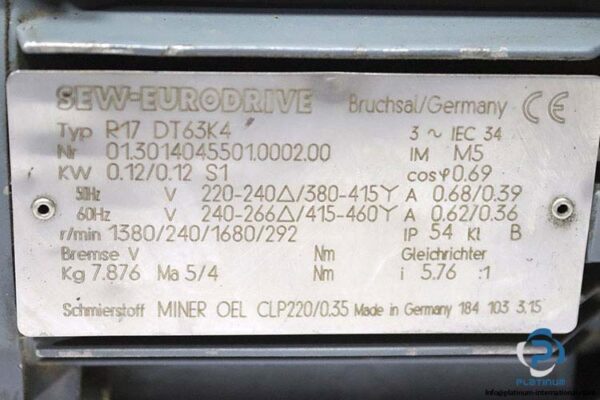 SEW-EURODRIVE Bruchsal/Germany CE
Typ R17 DT63K4 3 ~ IEC 34
Nr 01.3014045501.0002.00 IM M5
KW 0.12/0.12 S1 cosφ0.69
50Hz V 220-240△/380-415Y A 0.68/0.39
60Hz V 240-266△/415-460Y A 0.62/0.36
r/min 1380/240/1680/292 IP 54 Kl B
Bremse V Nm Gleichrichter
Kg 7.876 Ma 5/4 Nm i 5.76 :1
Schmierstoff MINER OEL CLP220/0.35 Made in Germany 184 103 3.15
PLATINUM
info@platinum-international.com